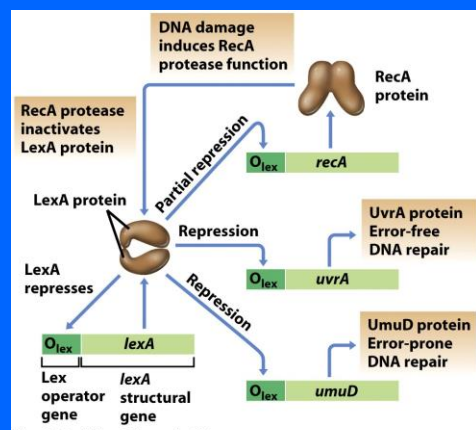 DNA damage
induces RecA
protease function
RecA
protein
RecA protease
inactivates
LexA protein
Partial repression
O lex
recA
LexA protein
Repression
UvrA protein
Error-free
DNA repair
LexA
represses
O lex
uvrA
Repression
O lex
lexA
UmuD protein
Error-prone
DNA repair
Lex
operator
gene
lexA
structural
gene
O lex
umuD